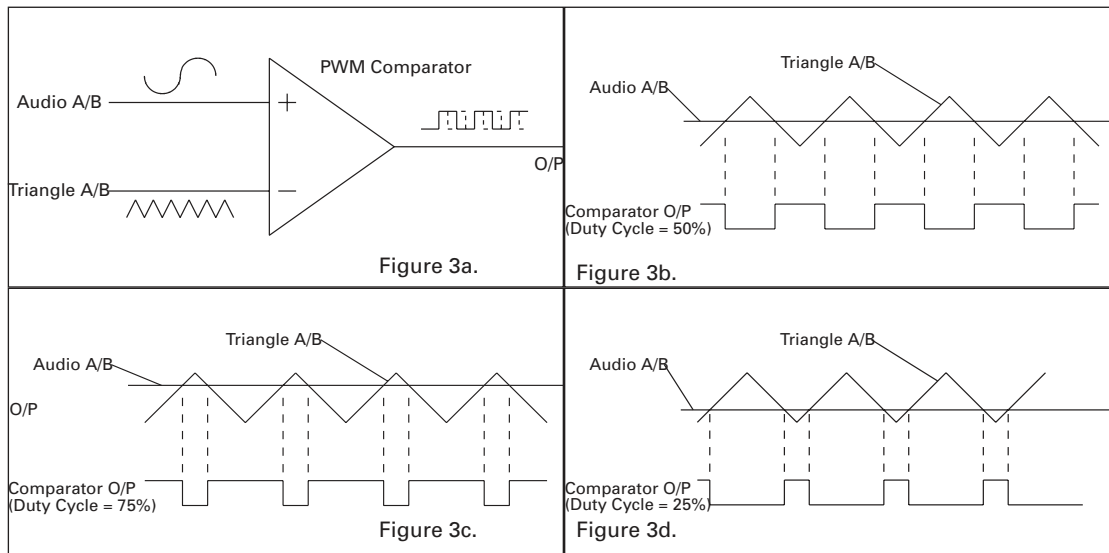 PWM Comparator
Audio A/B
+
O/P
Triangle A/B
−
Figure 3a.
Triangle A/B
Audio A/B
Comparator O/P
(Duty Cycle = 50%)
Figure 3b.
Triangle A/B
Audio A/B
O/P
Comparator O/P
(Duty Cycle = 75%)
Figure 3c.
Triangle A/B
Audio A/B
Comparator O/P
(Duty Cycle = 25%)
Figure 3d.